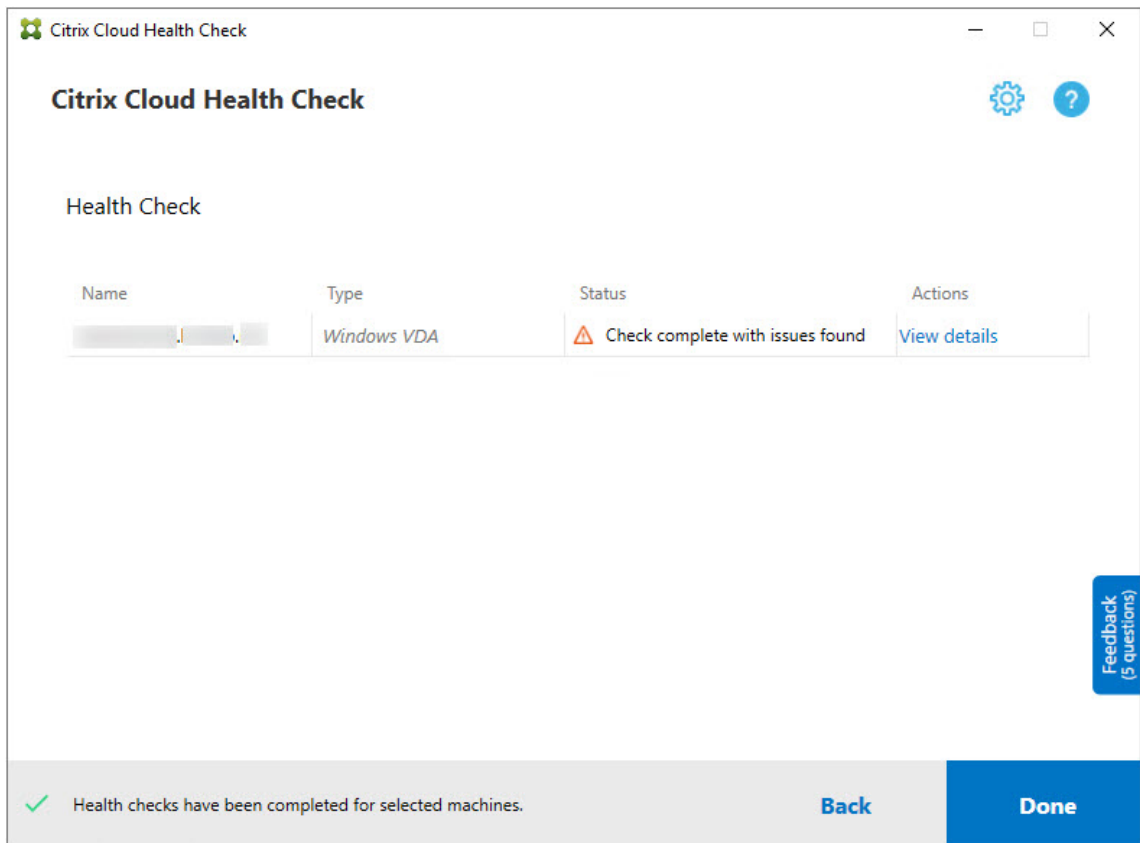 Citrix Cloud Health Check
Citrix Cloud Health Check
?
Health Check
Name Type Status Actions
Windows VDA Check complete with issues found View details
Feedback
(5 questions)
Health checks have been completed for selected machines. Back Done